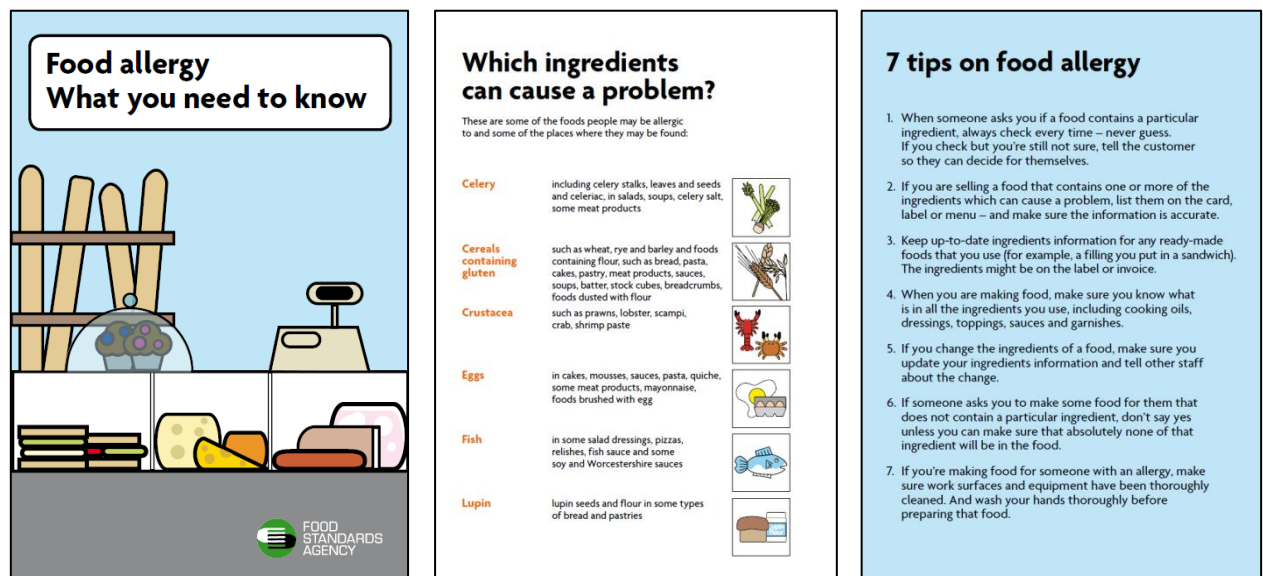 Food allergy
What you need to know
FOOD
STANDARDS
AGENCY
Which ingredients
can cause a problem?
These are some of the foods people may be allergic
to and some of the places where they may be found:
Celery
including celery stalks, leaves and seeds
and celeriac, in salads, soups, celery salt,
some meat products
Cereals
containing
gluten
such as wheat, rye and barley and foods
containing flour, such as bread, pasta,
cakes, pastry, meat products, sauces,
soups, batter, stock cubes, breadcrumbs,
foods dusted with flour
Crustacea
such as prawns, lobster, scampi,
crab, shrimp paste
Eggs
in cakes, mousses, sauces, pasta, quiche,
some meat products, mayonnaise,
foods brushed with egg
Fish
in some salad dressings, pizzas,
relishes, fish sauce and some
soy and Worcestershire sauces
Lupin
lupin seeds and flour in some types
of bread and pastries
Lupin
Flour
7 tips on food allergy
1. When someone asks you if a food contains a particular
ingredient, always check every time – never guess.
If you check but you're still not sure, tell the customer
so they can decide for themselves.
2. If you are selling a food that contains one or more of the
ingredients which can cause a problem, list them on the card,
label or menu – and make sure the information is accurate.
3. Keep up-to-date ingredients information for any ready-made
foods that you use (for example, a filling you put in a sandwich).
The ingredients might be on the label or invoice.
4. When you are making food, make sure you know what
is in all the ingredients you use, including cooking oils,
dressings, toppings, sauces and garnishes.
5. If you change the ingredients of a food, make sure you
update your ingredients information and tell other staff
about the change.
6. If someone asks you to make some food for them that
does not contain a particular ingredient, don't say yes
unless you can make sure that absolutely none of that
ingredient will be in the food.
7. If you're making food for someone with an allergy, make
sure work surfaces and equipment have been thoroughly
cleaned. And wash your hands thoroughly before
preparing that food.